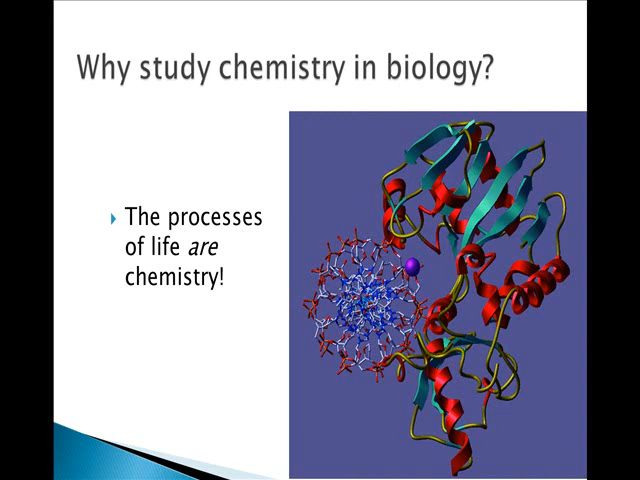 Why study chemistry in biology?
The processes
of life are
chemistry!